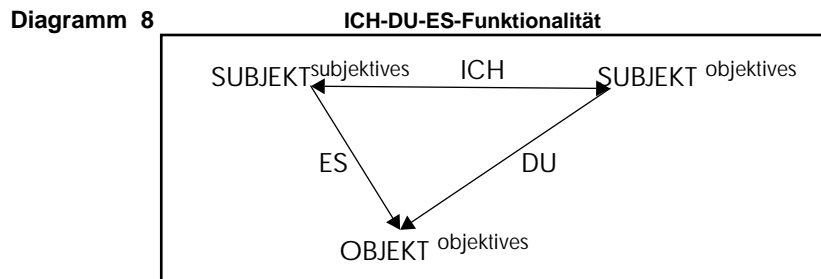 Diagramm 8 ICH-DU-ES-Funktionalität
SUBJEKT subjektives ICH SUBJEKT objektives
ES DU
OBJEKT objektives